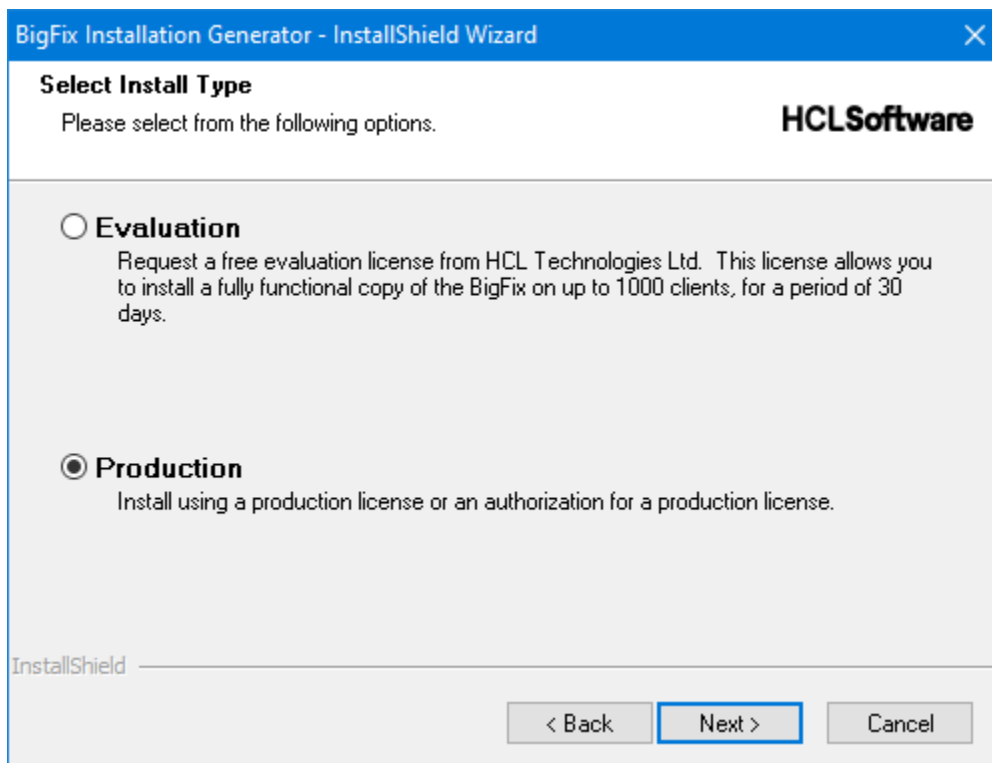 BigFix Installation Generator - InstallShield Wizard
Select Install Type
Please select from the following options.
HCLSoftware
Evaluation
Request a free evaluation license from HCL Technologies Ltd.  This license allows you
to install a fully functional copy of the BigFix on up to 1000 clients, for a period of 30
days.
Production
Install using a production license or an authorization for a production license.
InstallShield
< Back
Next >
Cancel